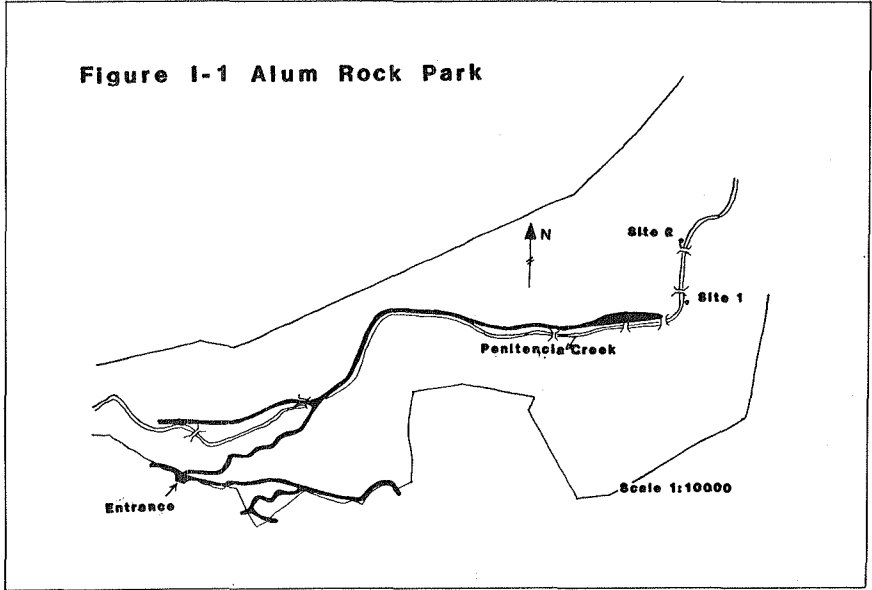 Figure I-1 Alum Rock Park
N
Site 2
Site 1
Penitencia Creek
Scale 1:10000
Entrance